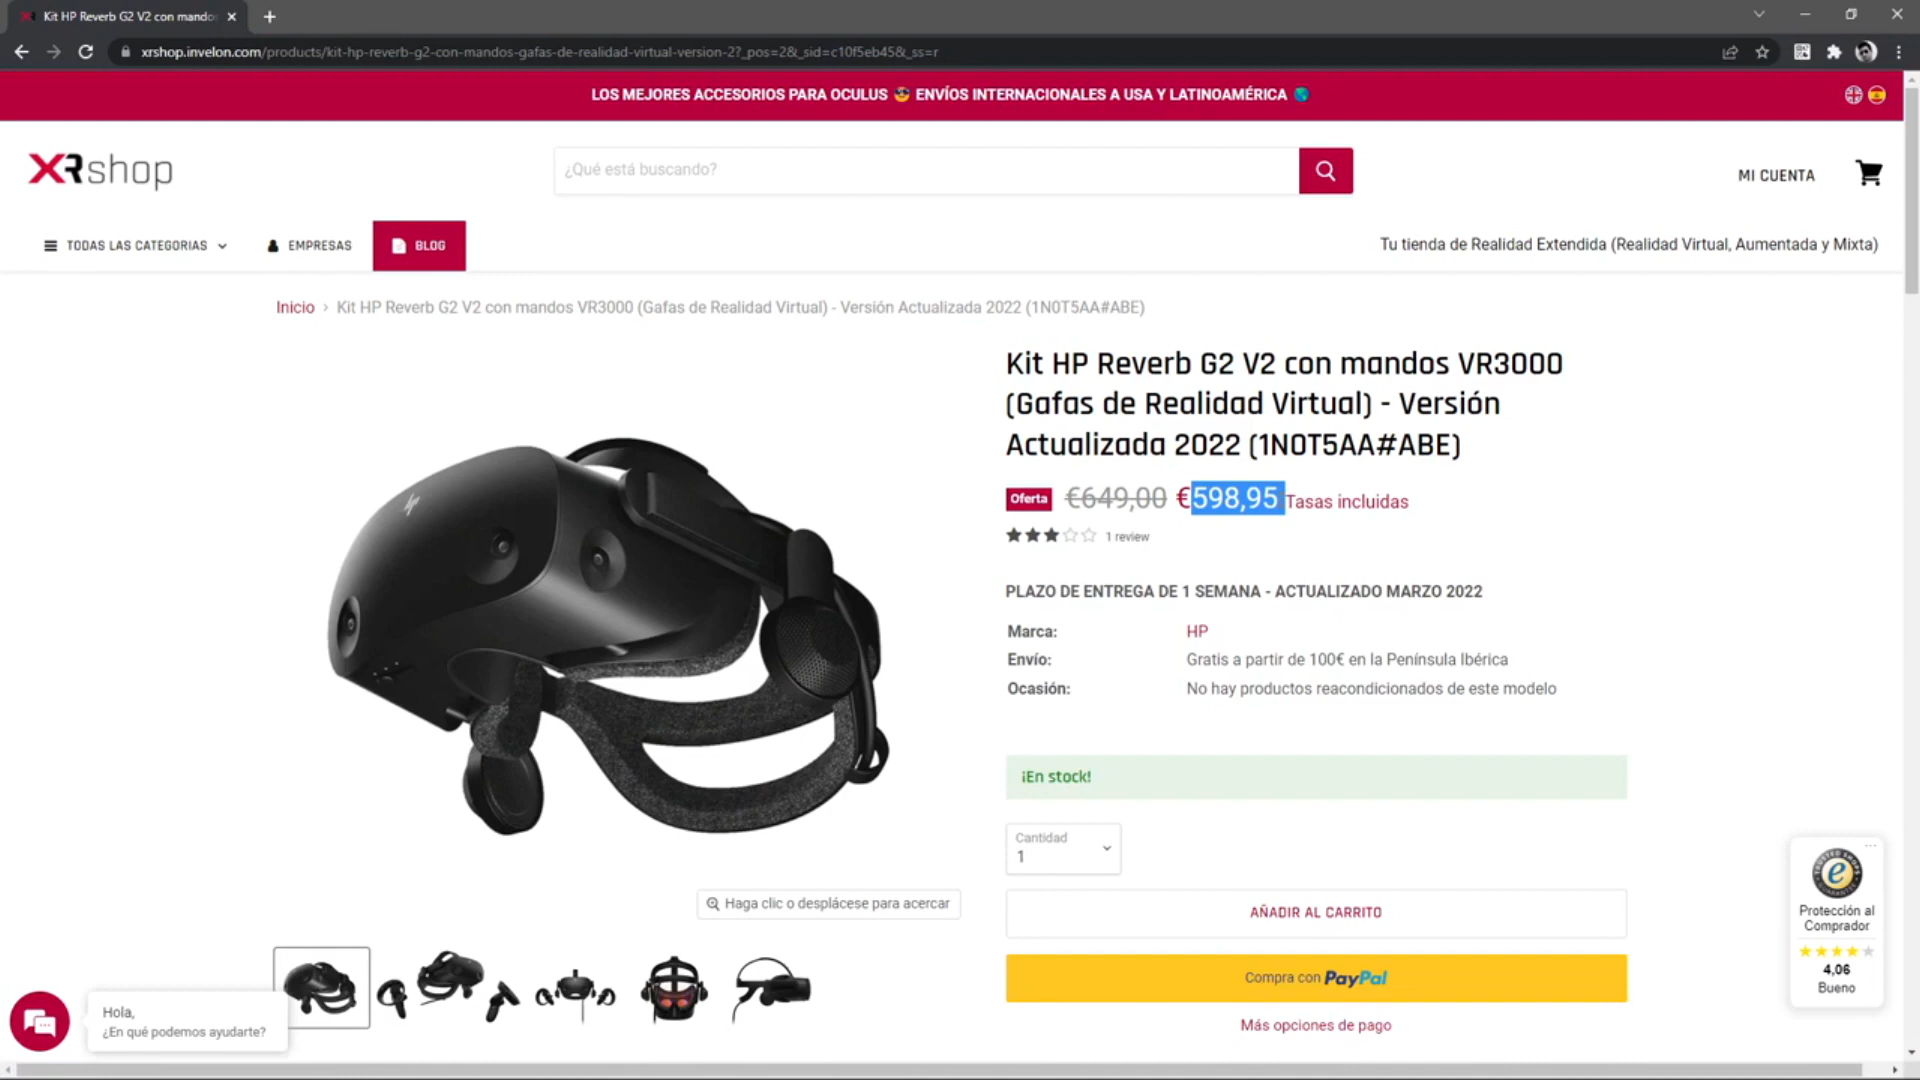 Kit HP Reverb G2 V2 con mando
xrshop.invelon.com/products/kit-hp-reverb-g2-con-mandos-gafas-de-realidad-virtual-version-2?_pos=2&_sid=c10f5eb45&_ss=r
LOS MEJORES ACCESORIOS PARA OCULUS 😎 ENVÍOS INTERNACIONALES A USA Y LATINOAMÉRICA 🌎
XRshop
¿Qué está buscando?
MI CUENTA
TODAS LAS CATEGORIAS
EMPRESAS
BLOG
Tu tienda de Realidad Extendida (Realidad Virtual, Aumentada y Mixta)
Inicio › Kit HP Reverb G2 V2 con mandos VR3000 (Gafas de Realidad Virtual) - Versión Actualizada 2022 (1N0T5AA#ABE)
Kit HP Reverb G2 V2 con mandos VR3000
(Gafas de Realidad Virtual) - Versión
Actualizada 2022 (1N0T5AA#ABE)
Oferta €649,00 €598,95 Tasas incluidas
1 review
PLAZO DE ENTREGA DE 1 SEMANA - ACTUALIZADO MARZO 2022
Marca: HP
Envío: Gratis a partir de 100€ en la Península Ibérica
Ocasión: No hay productos reacondicionados de este modelo
¡En stock!
Cantidad
1
Haga clic o desplácese para acercar
AÑADIR AL CARRITO
Compra con PayPal
Más opciones de pago
Protección al
Comprador
4,06
Bueno
Hola,
¿En qué podemos ayudarte?